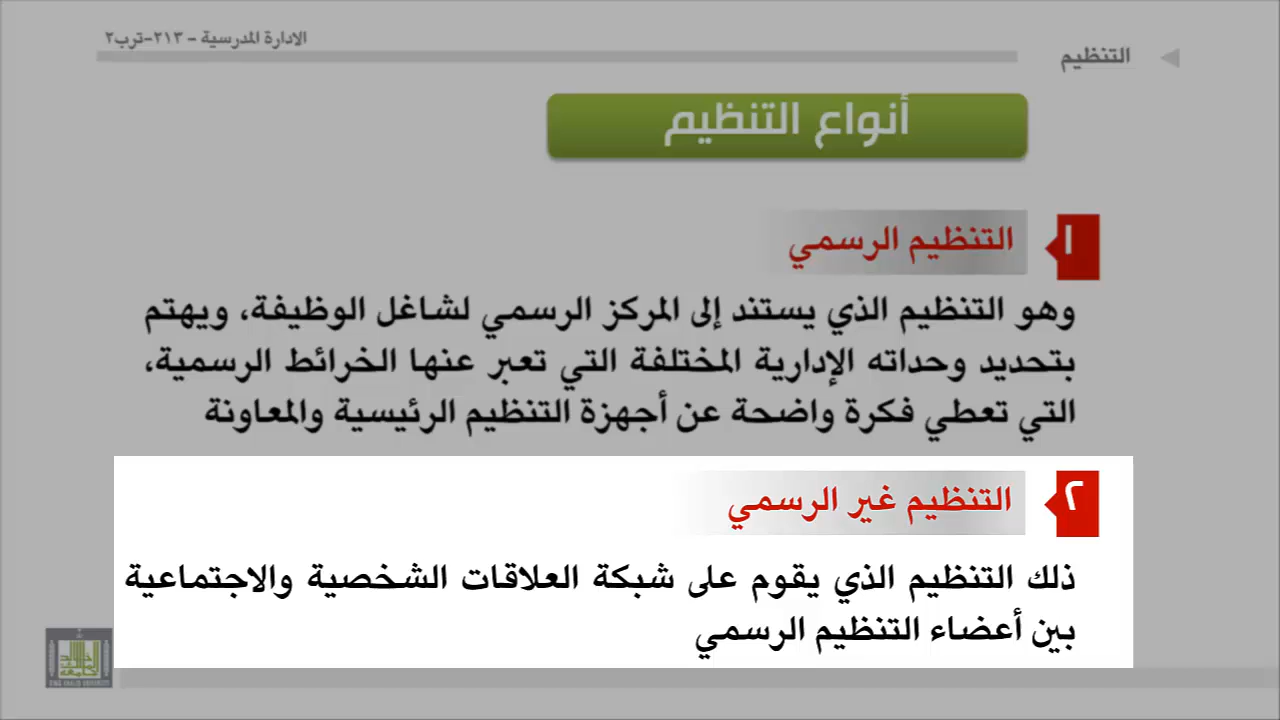 الادارة المدرسية - ٢١٣-ترب٢
التنظيم
أنواع التنظيم
١
التنظيم الرسمي
وهو التنظيم الذي يستند إلى المركز الرسمي لشاغل الوظيفة، ويهتم
بتحديد وحداته الإدارية المختلفة التي تعبر عنها الخرائط الرسمية،
التي تعطي فكرة واضحة عن أجهزة التنظيم الرئيسية والمعاونة
٢
التنظيم غير الرسمي
ذلك التنظيم الذي يقوم على شبكة العلاقات الشخصية والاجتماعية
بين أعضاء التنظيم الرسمي